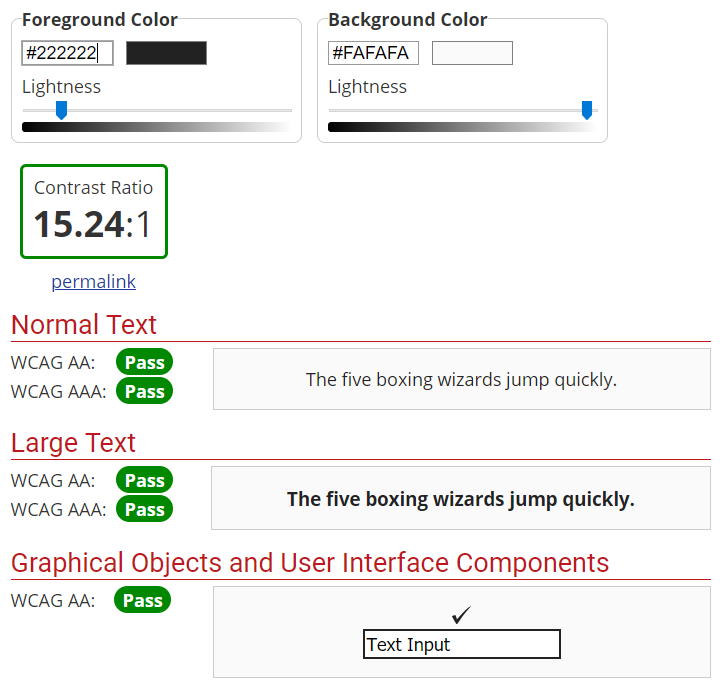 Foreground Color
#222222
Lightness
Background Color
#FAFAFA
Lightness
Contrast Ratio
15.24:1
permalink
Normal Text
WCAG AA: Pass
WCAG AAA: Pass
The five boxing wizards jump quickly.
Large Text
WCAG AA: Pass
WCAG AAA: Pass
The five boxing wizards jump quickly.
Graphical Objects and User Interface Components
WCAG AA: Pass
✓
Text Input